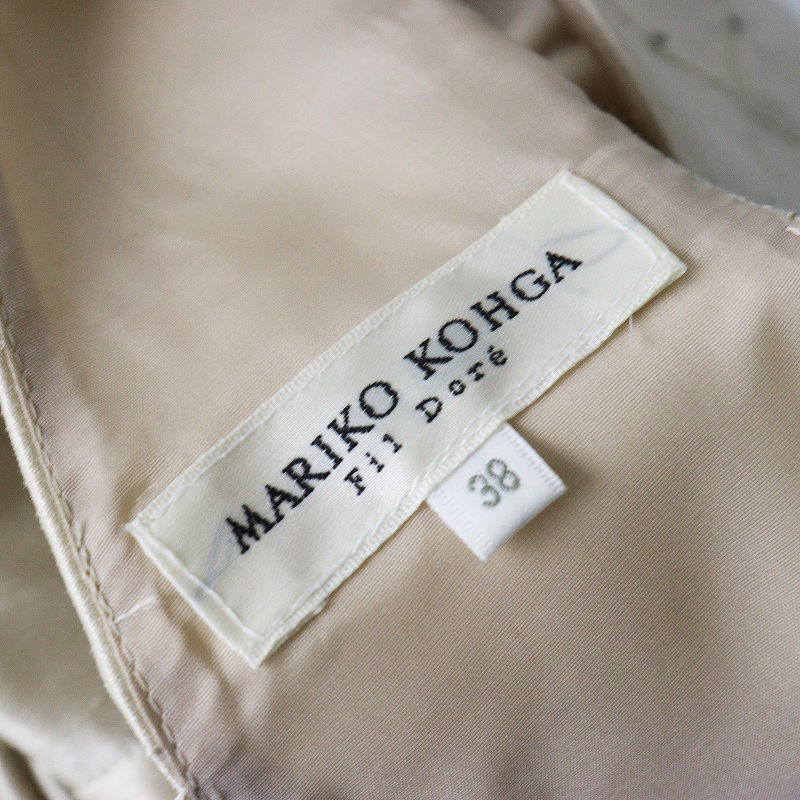 MARIKO KOHGA
Fil Doré
38